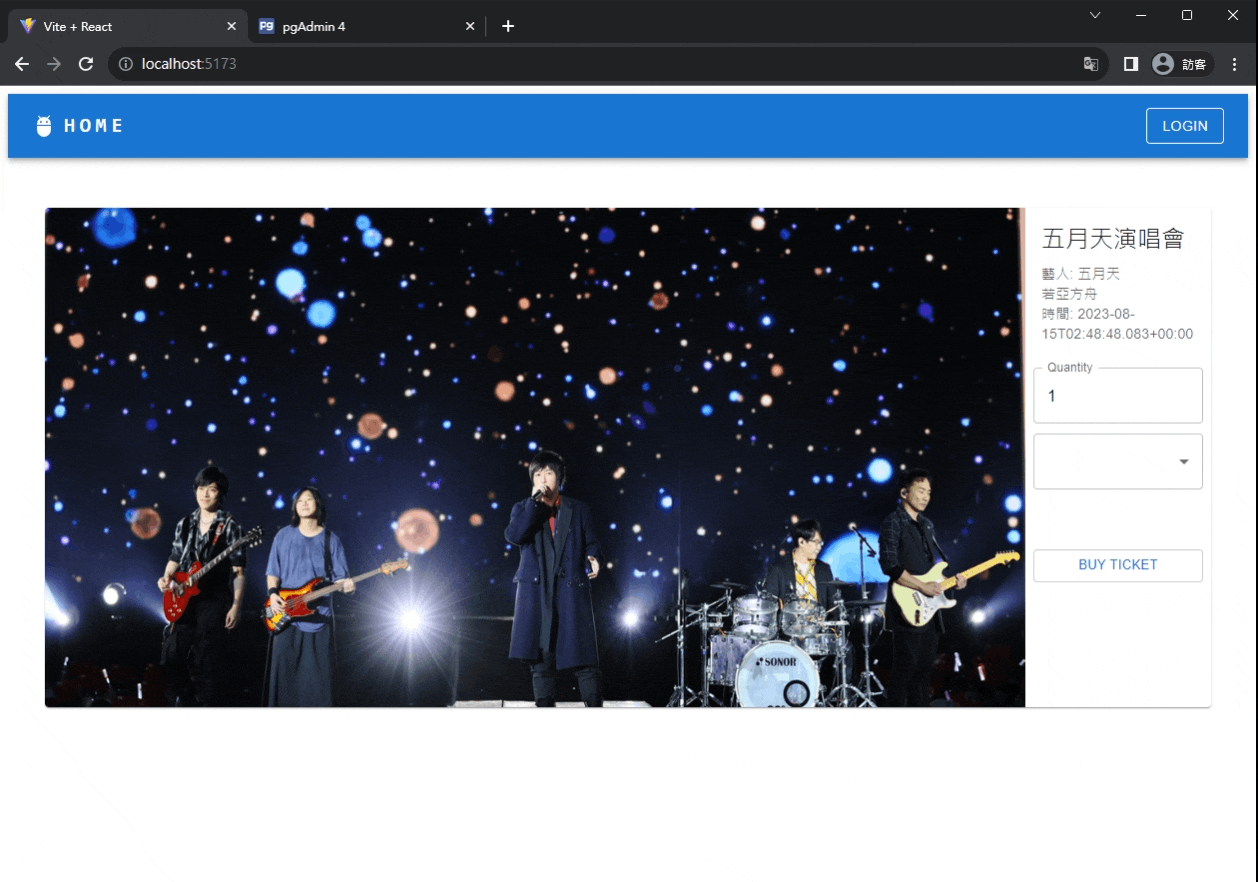 Vite + React
Pg pgAdmin 4
localhost:5173
訪客
HOME
LOGIN
五月天演唱會
藝人: 五月天
若亞方舟
時間: 2023-08-
15T02:48:48.083+00:00
Quantity
1
BUY TICKET
SONOR